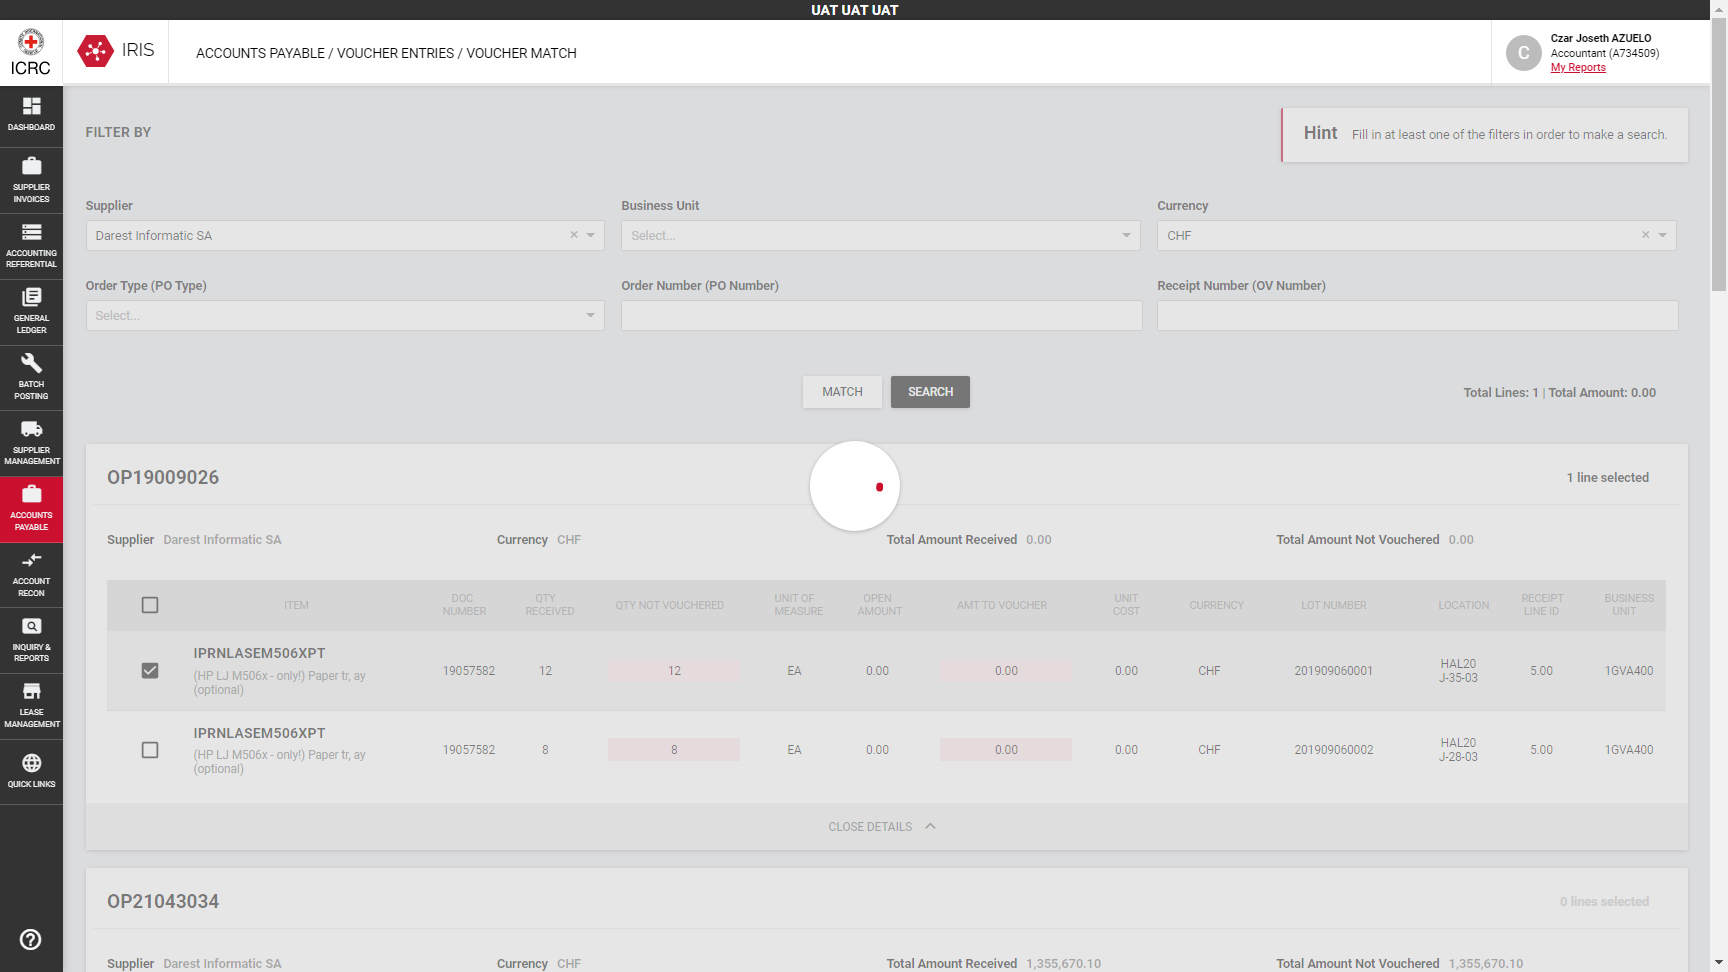 UAT UAT UAT
ICRC
IRIS
ACCOUNTS PAYABLE / VOUCHER ENTRIES / VOUCHER MATCH
C
Czar Joseth AZUELO
Accountant (A734509)
My Reports
DASHBOARD
SUPPLIER
INVOICES
ACCOUNTING
REFERENTIAL
GENERAL
LEDGER
BATCH
POSTING
SUPPLIER
MANAGEMENT
ACCOUNTS
PAYABLE
ACCOUNT
RECON
INQUIRY &
REPORTS
LEASE
MANAGEMENT
QUICK LINKS
FILTER BY
Hint Fill in at least one of the filters in order to make a search.
Supplier
Darest Informatic SA
Business Unit
Select...
Currency
CHF
Order Type (PO Type)
Select...
Order Number (PO Number)
Receipt Number (OV Number)
MATCH
SEARCH
Total Lines: 1 | Total Amount: 0.00
OP19009026
1 line selected
Supplier Darest Informatic SA
Currency CHF
Total Amount Received 0.00
Total Amount Not Vouchered 0.00
ITEM
DOC
NUMBER
QTY
RECEIVED
QTY NOT VOUCHERED
UNIT OF
MEASURE
OPEN
AMOUNT
AMT TO VOUCHER
UNIT
COST
CURRENCY
LOT NUMBER
LOCATION
RECEIPT
LINE ID
BUSINESS
UNIT
IPRNLASEM506XPT
(HP LJ M506x - only!) Paper tr, ay
(optional)
19057582
12
12
EA
0.00
0.00
0.00
CHF
201909060001
HAL20
J-35-03
5.00
1GVA400
IPRNLASEM506XPT
(HP LJ M506x - only!) Paper tr, ay
(optional)
19057582
8
8
EA
0.00
0.00
0.00
CHF
201909060002
HAL20
J-28-03
5.00
1GVA400
CLOSE DETAILS
OP21043034
0 lines selected
Supplier Darest Informatic SA
Currency CHF
Total Amount Received 1,355,670.10
Total Amount Not Vouchered 1,355,670.10